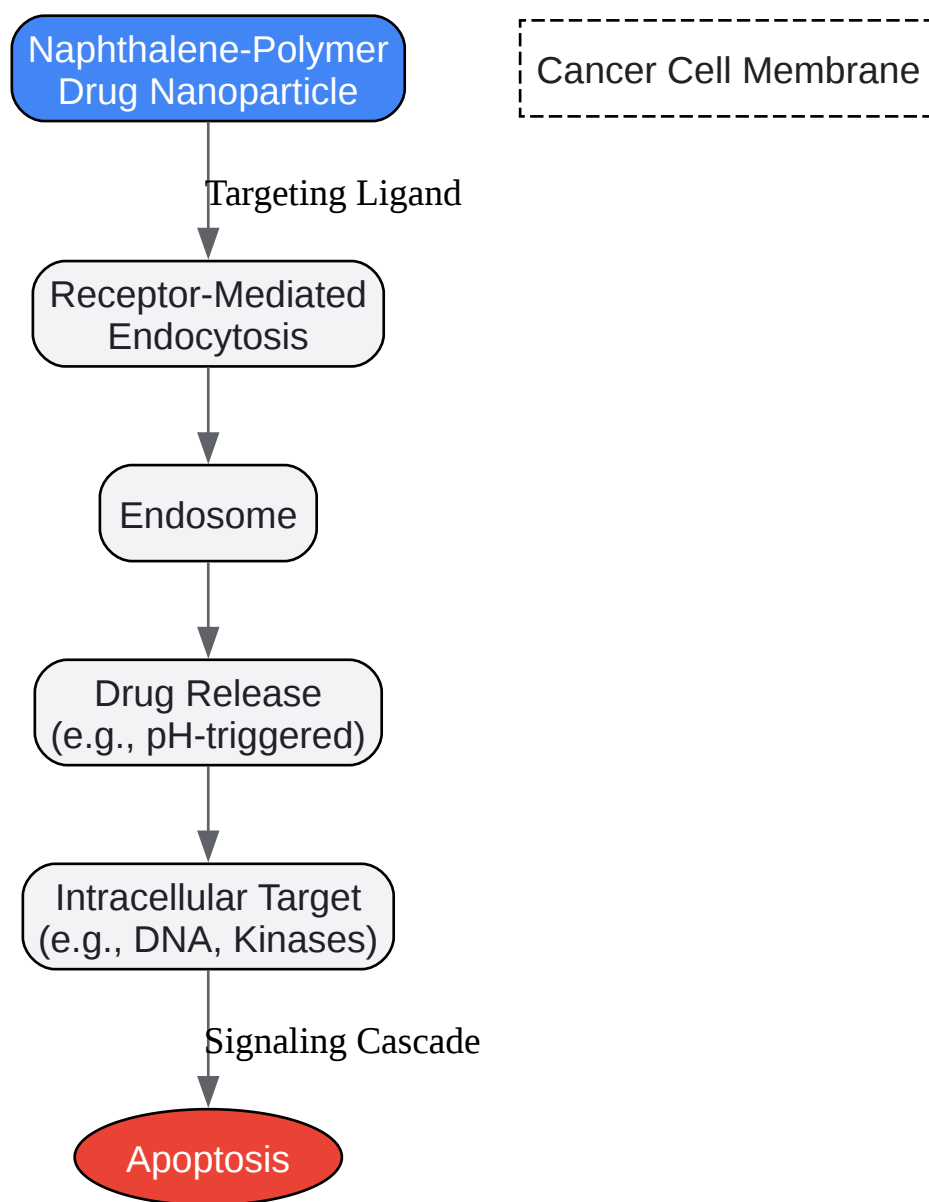 Naphthalene-Polymer
Drug Nanoparticle
Cancer Cell Membrane
Targeting Ligand
Receptor-Mediated
Endocytosis
Endosome
Drug Release
(e.g., pH-triggered)
Intracellular Target
(e.g., DNA, Kinases)
Signaling Cascade
Apoptosis